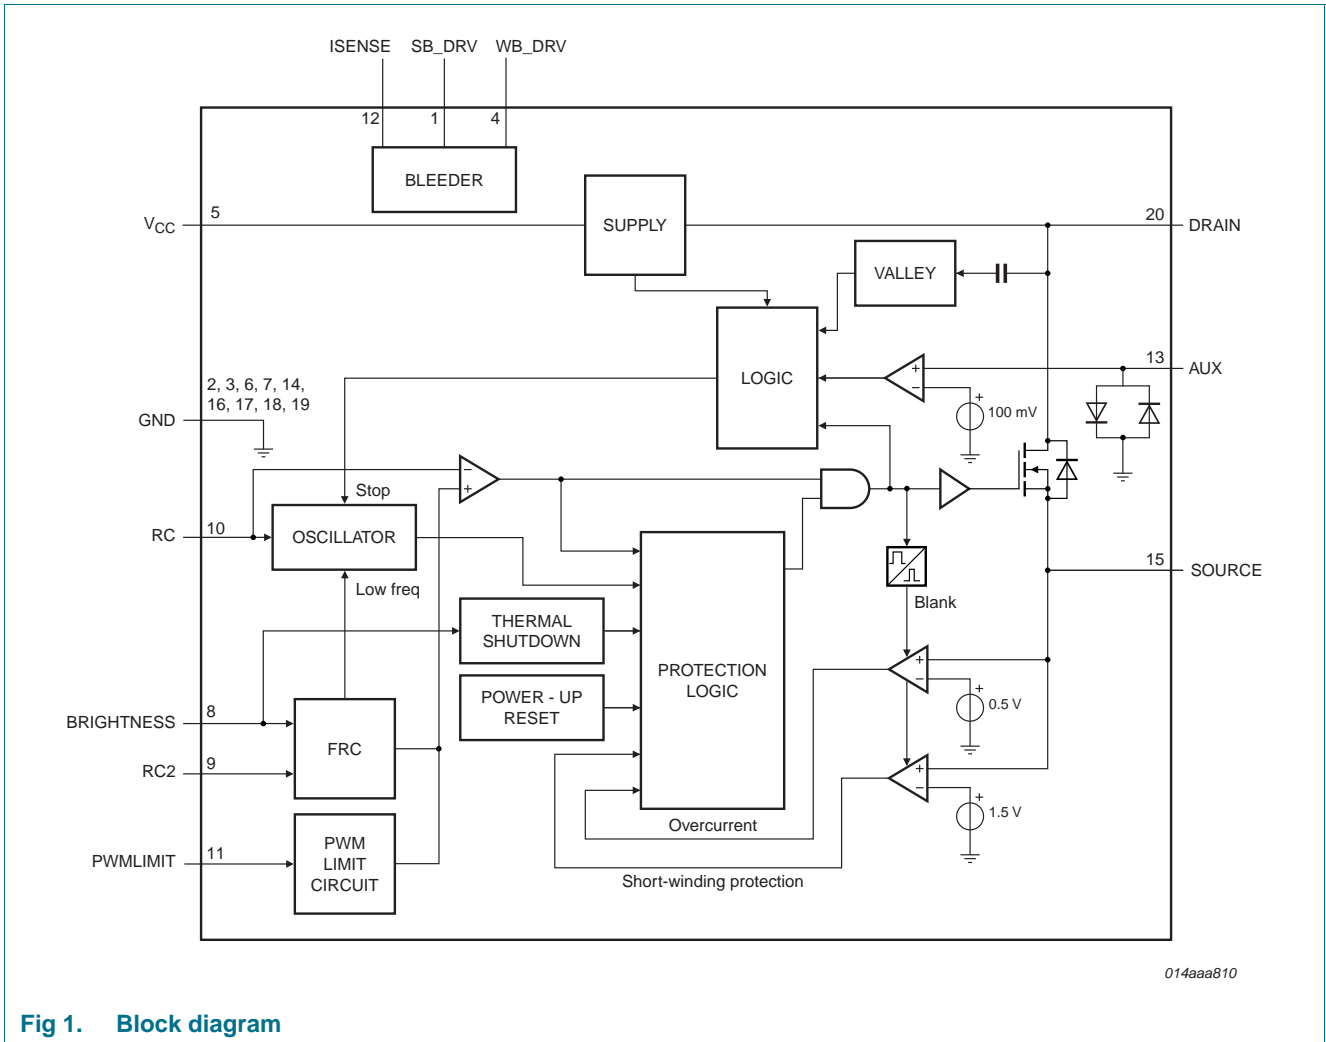 ISENSE SB_DRV WB_DRV
12 1 4
BLEEDER
VCC 5
SUPPLY
20 DRAIN
VALLEY
2, 3, 6, 7, 14,
16, 17, 18, 19
GND
LOGIC
+
−
100 mV
13 AUX
−
+
Stop
RC 10
OSCILLATOR
Low freq
15 SOURCE
Blank
THERMAL
SHUTDOWN
PROTECTION
LOGIC
POWER - UP
RESET
+
−
+
0.5 V
BRIGHTNESS 8
FRC
RC2 9
+
−
+
1.5 V
Overcurrent
PWMLIMIT 11
PWM
LIMIT
CIRCUIT
Short-winding protection
014aaa810
Fig 1. Block diagram